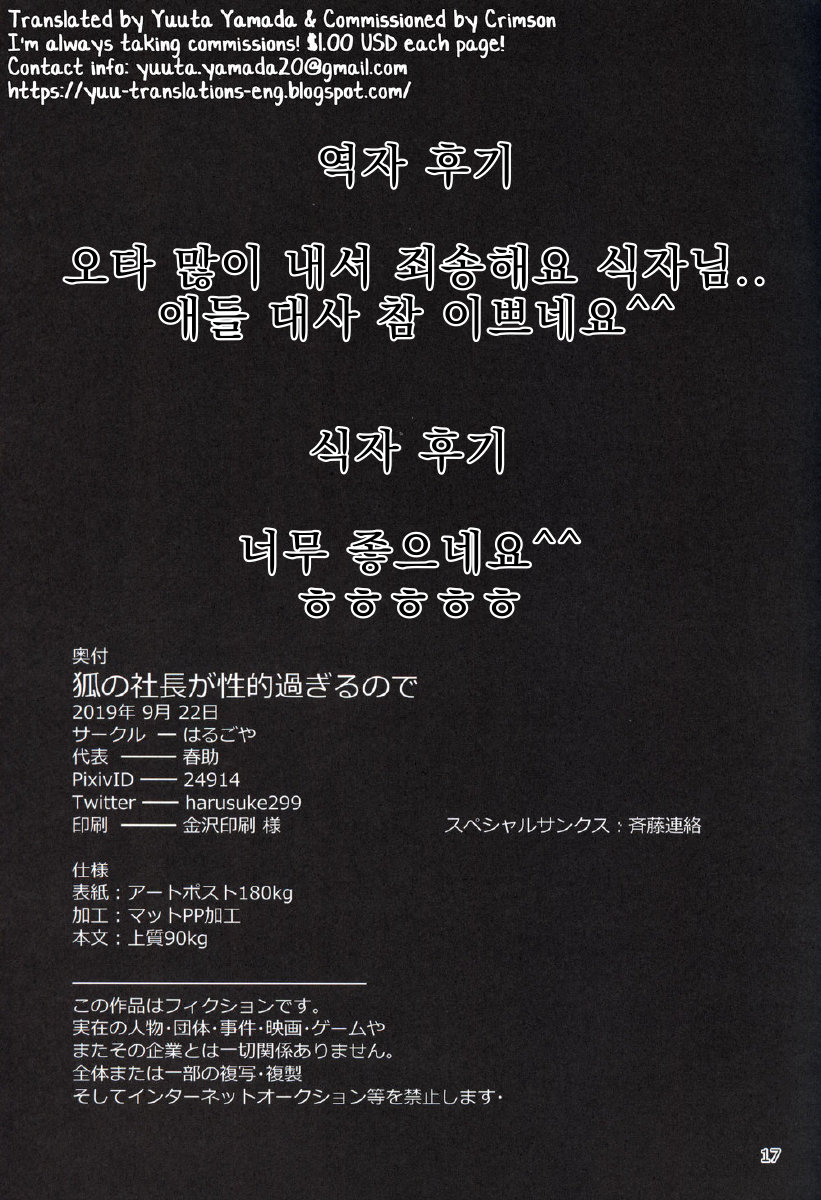 Translated by Yuuta Yamada & Commissioned by Crimson
I'm always taking commissions! $1.00 USD each page!
Contact info: yuuta.yamada20@gmail.com
https://yuu-translations-eng.blogspot.com/
역자 후기
오타 많이 내서 죄송해요 식자님..
애들 대사 참 이쁘네요^^
식자 후기
너무 좋으네요^^
ㅎㅎㅎㅎㅎ
奥付
狐の社長が性的過ぎるので
2019年 9月 22日
サークル ー はるごや
代表 ―― 春助
PixivID ―― 24914
Twitter ―― harusuke299
印刷 ―― 金沢印刷 様
スペシャルサンクス：斉藤連絡
仕様
表紙：アートポスト180kg
加工：マットPP加工
本文：上質90kg
この作品はフィクションです。
実在の人物・団体・事件・映画・ゲームや
またその企業とは一切関係ありません。
全体または一部の複写・複製
そしてインターネットオークション等を禁止します・
17